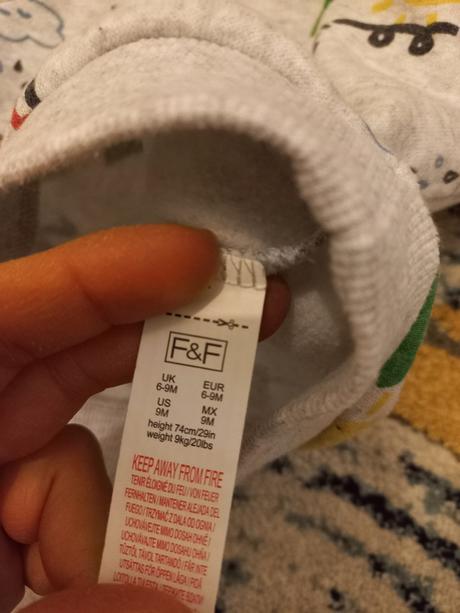 F&F
UK EUR
6-9M 6-9M
US MX
9M 9M
height 74cm/29in
weight 9kg/20lbs
KEEP AWAY FROM FIRE
TENIR ÉLOIGNÉ DU FEU / VON FEUER
FERNHALTEN / MANTENER ALEJADA DEL
FUEGO / TRZYMAĆ Z DALA OD OGNIA /
UCHOVÁVEJTE MIMO DOSAH OHNĚ /
UCHOVÁVAJTE MIMO DOSAHU OHŇA /
TŰZTŐL TÁVOL TARTANDÓ / FÅR INTE
UTSÄTTAS FÖR ÖPPEN LÅGA / PIDÄ